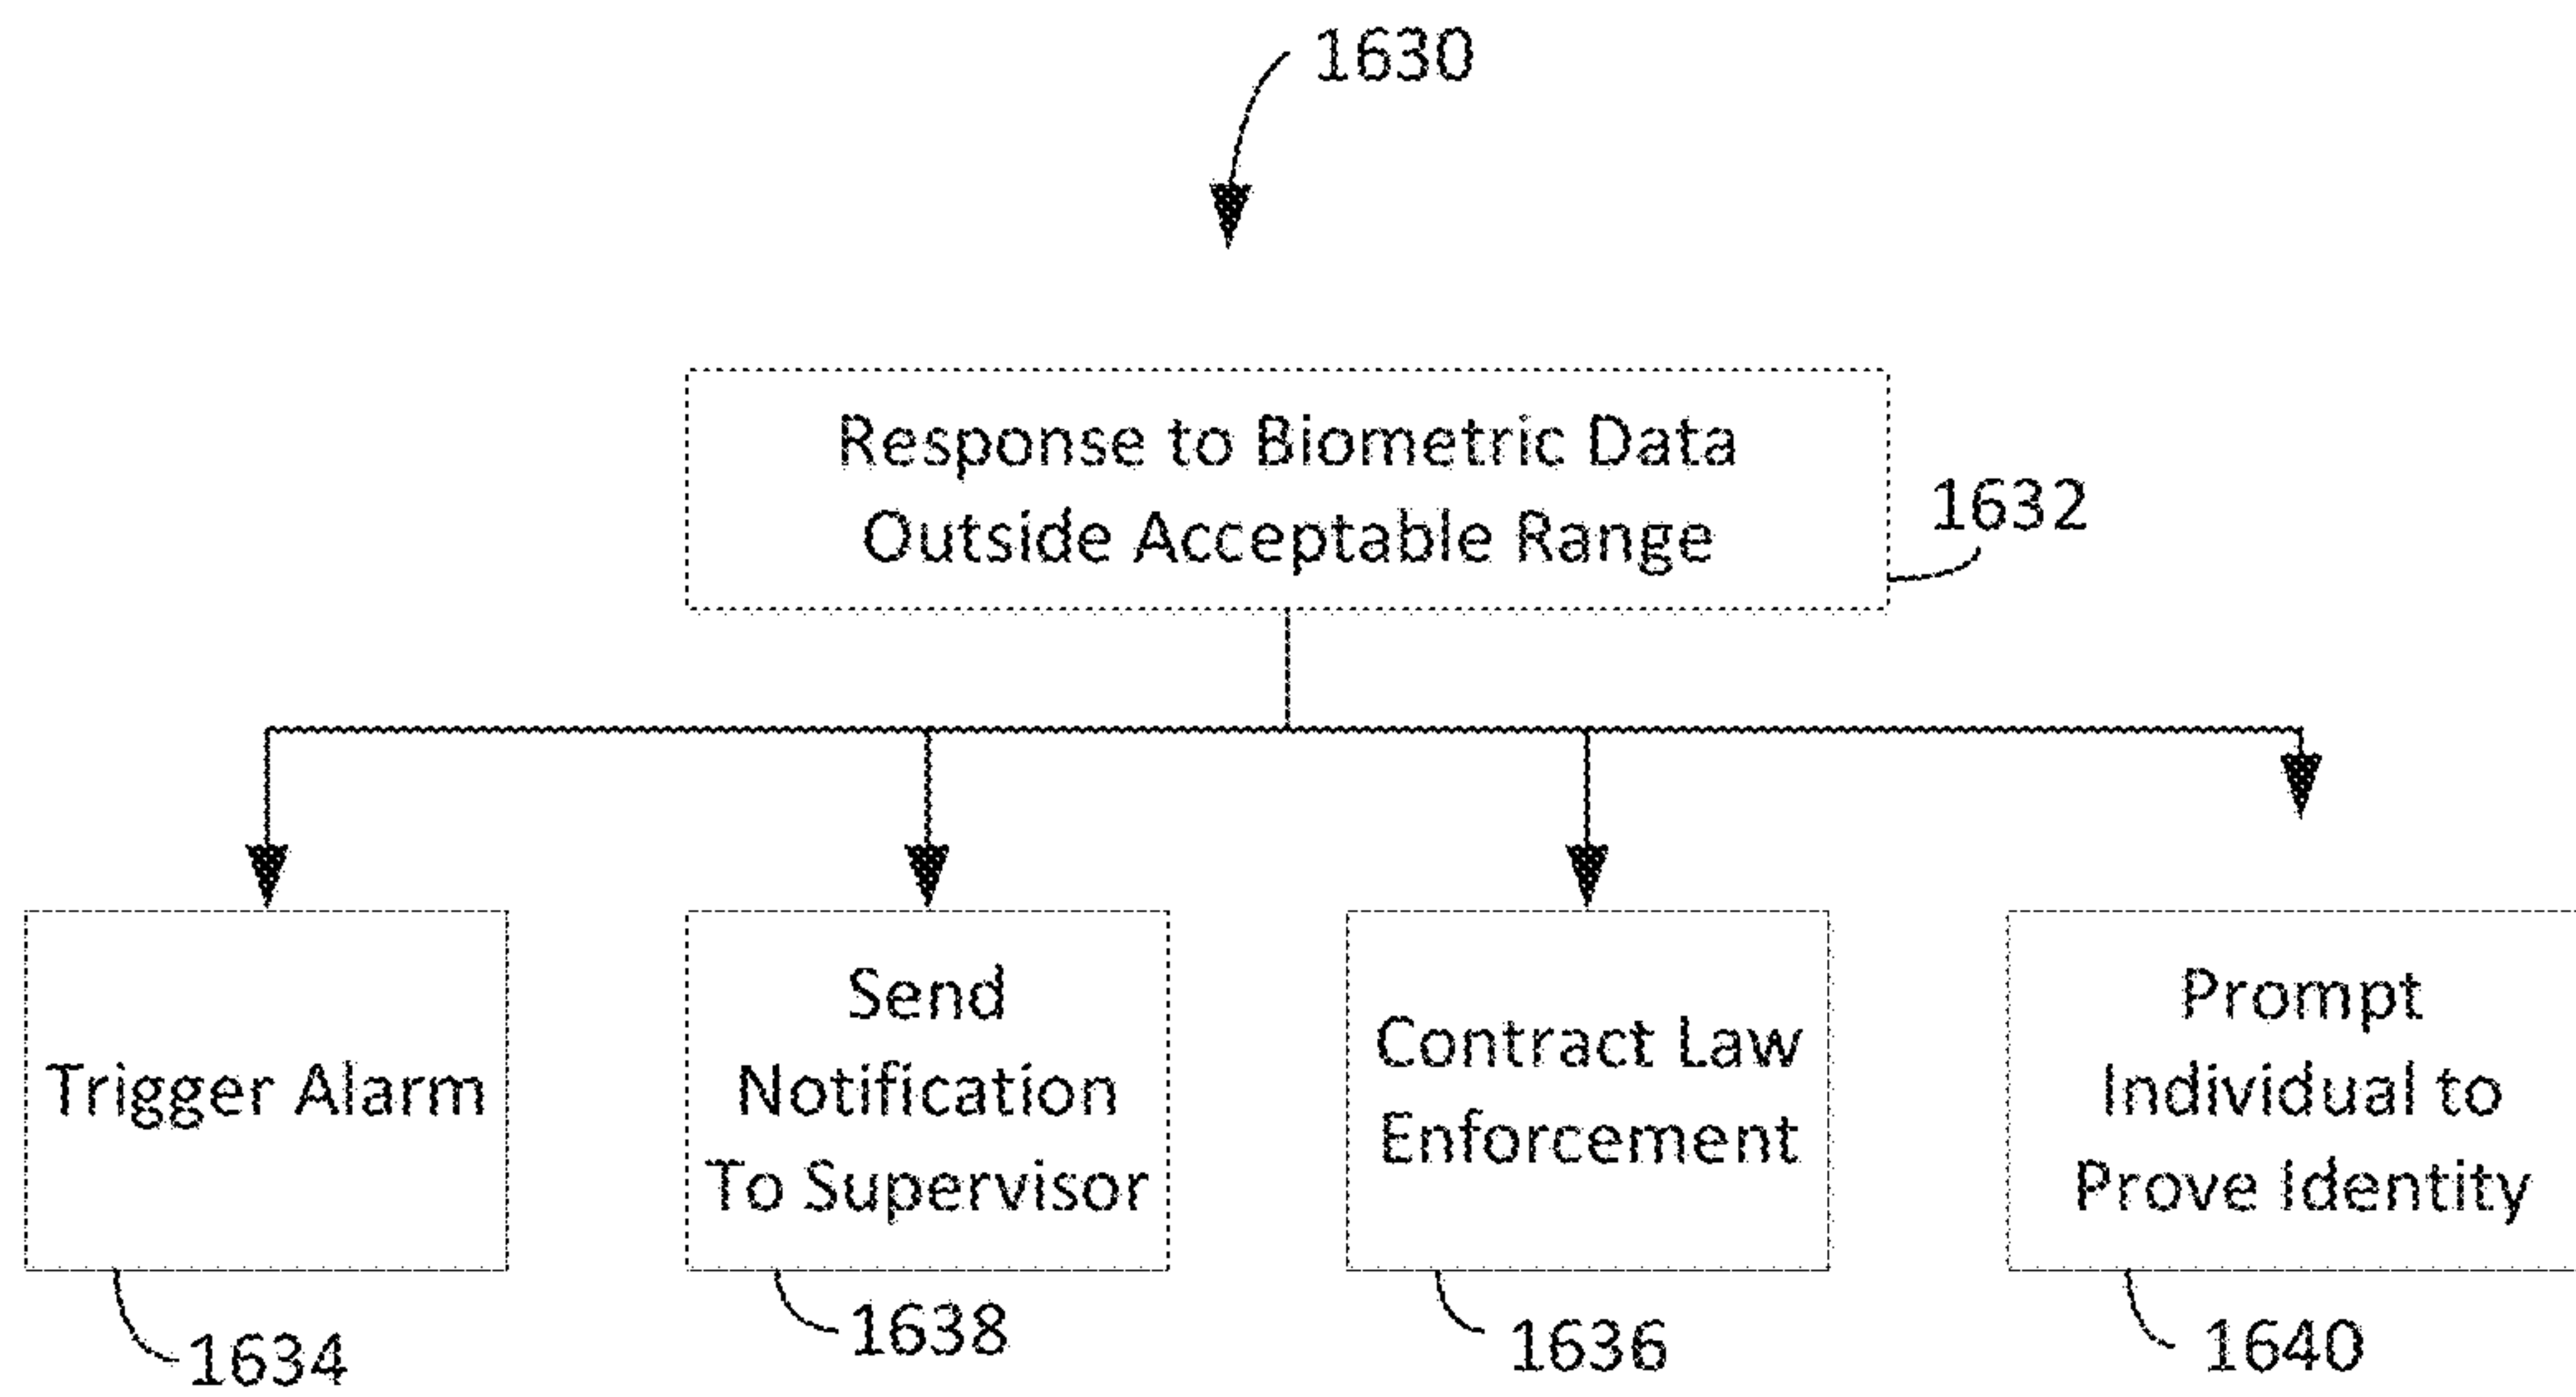 1630
Response to Biometric Data
Outside Acceptable Range
1632
Trigger Alarm
1634
Send
Notification
To Supervisor
1638
Contract Law
Enforcement
1636
Prompt
Individual to
Prove Identity
1640